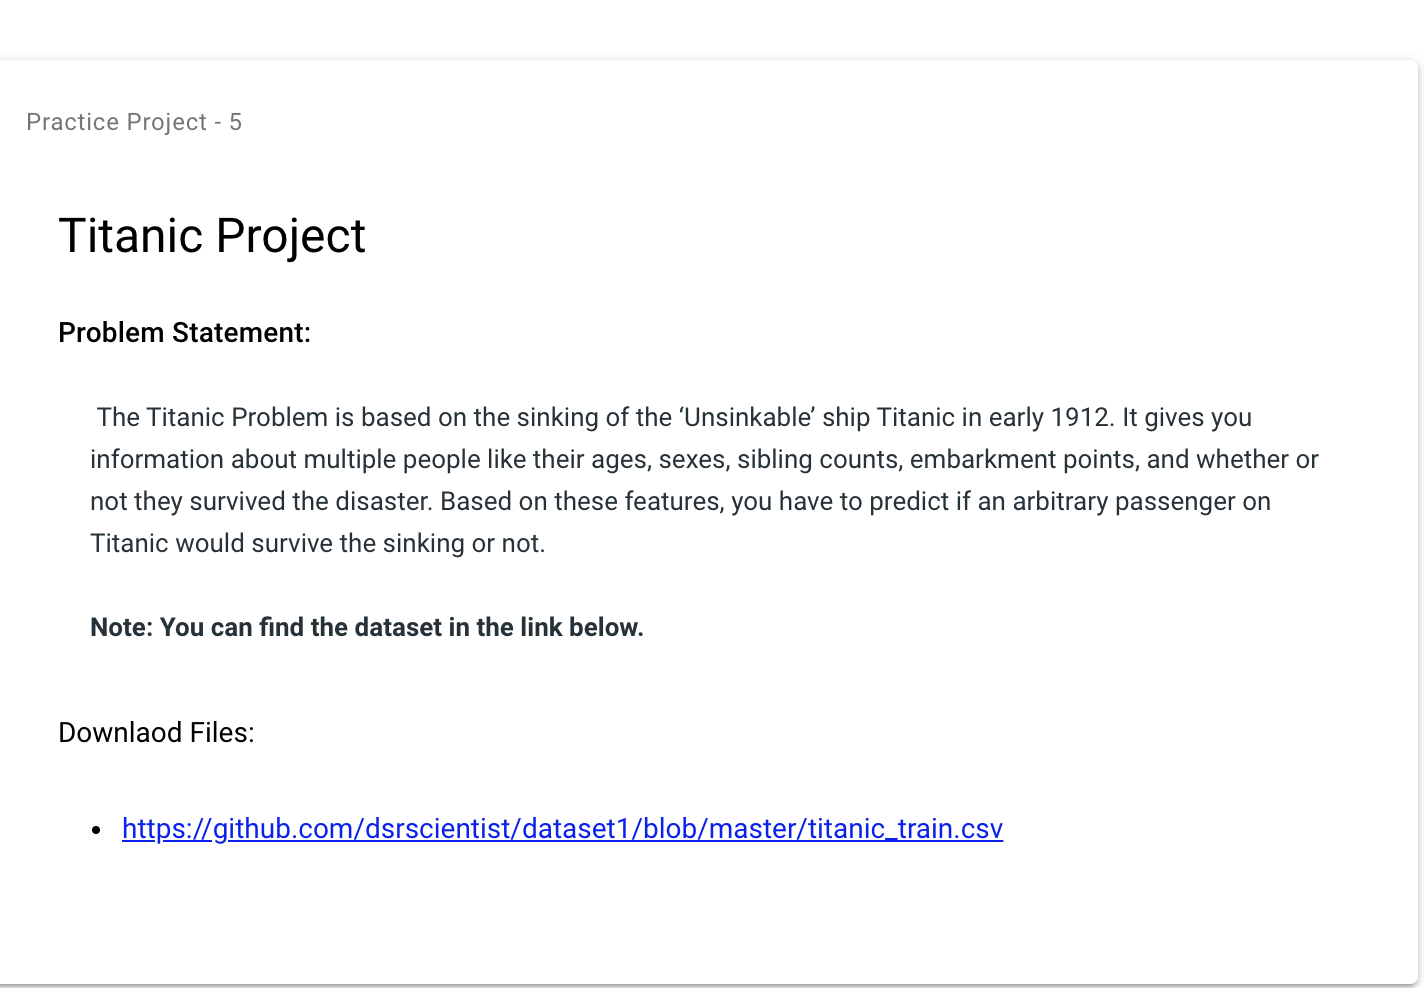 Practice Project - 5
Titanic Project
Problem Statement:
The Titanic Problem is based on the sinking of the ‘Unsinkable’ ship Titanic in early 1912. It gives you
information about multiple people like their ages, sexes, sibling counts, embarkment points, and whether or
not they survived the disaster. Based on these features, you have to predict if an arbitrary passenger on
Titanic would survive the sinking or not.
Note: You can find the dataset in the link below.
Downlaod Files:
• https://github.com/dsrscientist/dataset1/blob/master/titanic_train.csv